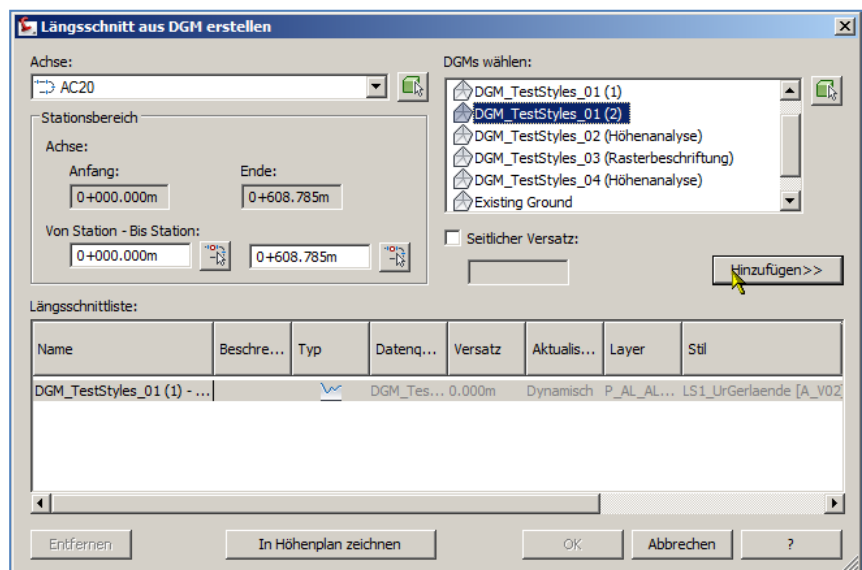 Längsschnitt aus DGM erstellen
Achse:
AC20
Stationsbereich
Achse:
Anfang:
Ende:
0+000.000m
0+608.785m
Von Station - Bis Station:
0+000.000m
0+608.785m
DGMs wählen:
DGM_TestStyles_01 (1)
DGM_TestStyles_01 (2)
DGM_TestStyles_02 (Höhenanalyse)
DGM_TestStyles_03 (Rasterbeschriftung)
DGM_TestStyles_04 (Höhenanalyse)
Existing Ground
Seitlicher Versatz:
Hinzufügen>>
Längsschnittliste:
Name Beschre... Typ Datenq... Versatz Aktualis... Layer Stil
DGM_TestStyles_01 (1) - ... DGM_Tes... 0.000m Dynamisch P_AL_AL... LS1_UrGerlaende [A_V02]
Entfernen In Höhenplan zeichnen OK Abbrechen ?